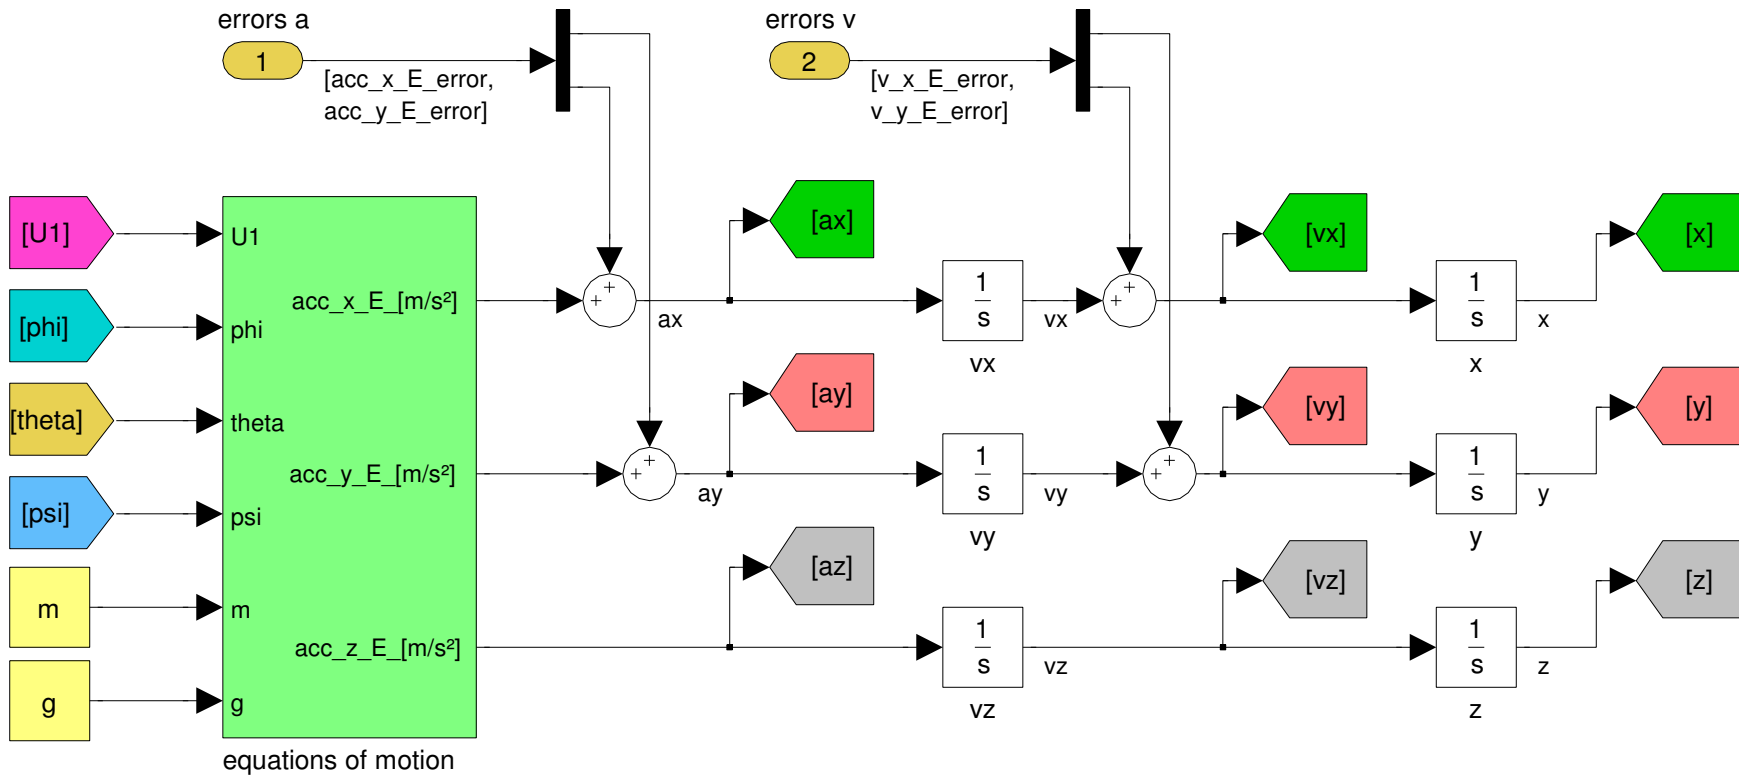 errors a
1
[acc_x_E_error,
acc_y_E_error]
errors v
2
[v_x_E_error,
v_y_E_error]
[U1]
[phi]
[theta]
[psi]
m
g
U1
phi
theta
psi
m
g
acc_x_E_[m/s²]
acc_y_E_[m/s²]
acc_z_E_[m/s²]
equations of motion
+
+
ax
[ax]
1
s
vx
vx
+
+
[vx]
1
s
x
x
[x]
+
+
ay
[ay]
1
s
vy
vy
+
+
[vy]
1
s
y
y
[y]
[az]
1
s
vz
vz
[vz]
1
s
z
z
[z]